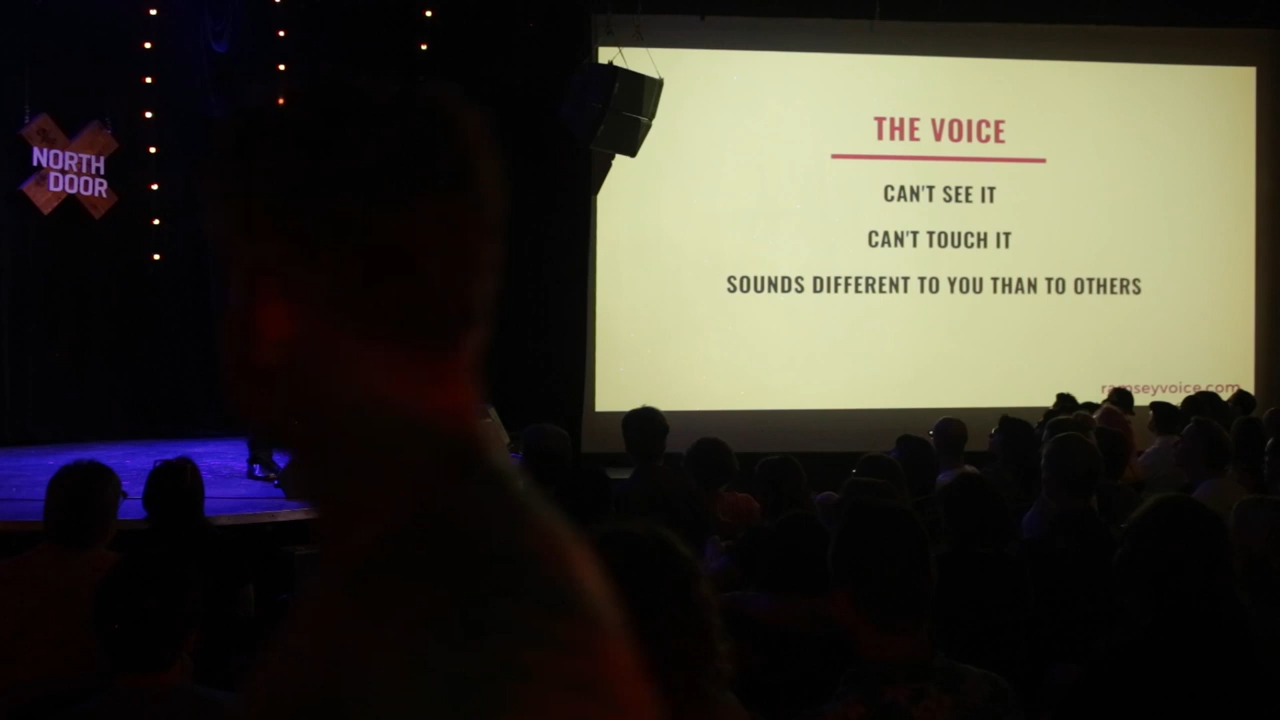 NORTH
DOOR
THE VOICE
CAN'T SEE IT
CAN'T TOUCH IT
SOUNDS DIFFERENT TO YOU THAN TO OTHERS
ramseyvoice.com